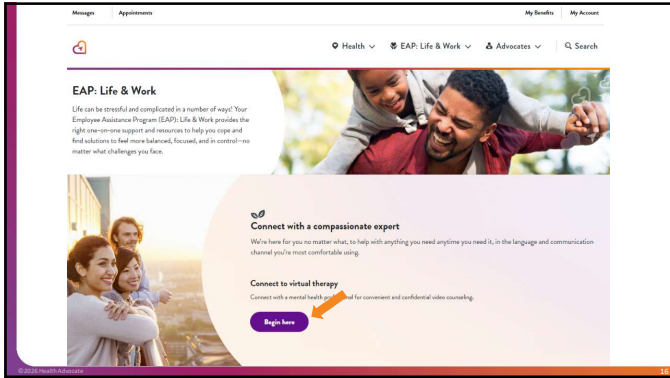 Messages Appointments My Benefits My Account
Health EAP: Life & Work Advocates Search
EAP: Life & Work
Life can be stressful and complicated in a number of ways! Your
Employee Assistance Program (EAP): Life & Work provides the
right one-on-one support and resources to help you cope and
find solutions to feel more balanced, focused, and in control—no
matter what challenges you face.
Connect with a compassionate expert
We're here for you no matter what, to help with anything you need anytime you need it, in the language and communication
channel you're most comfortable using.
Connect to virtual therapy
Connect with a mental health professional for convenient and confidential video counseling.
Begin here
©2026 Health Advocate 16